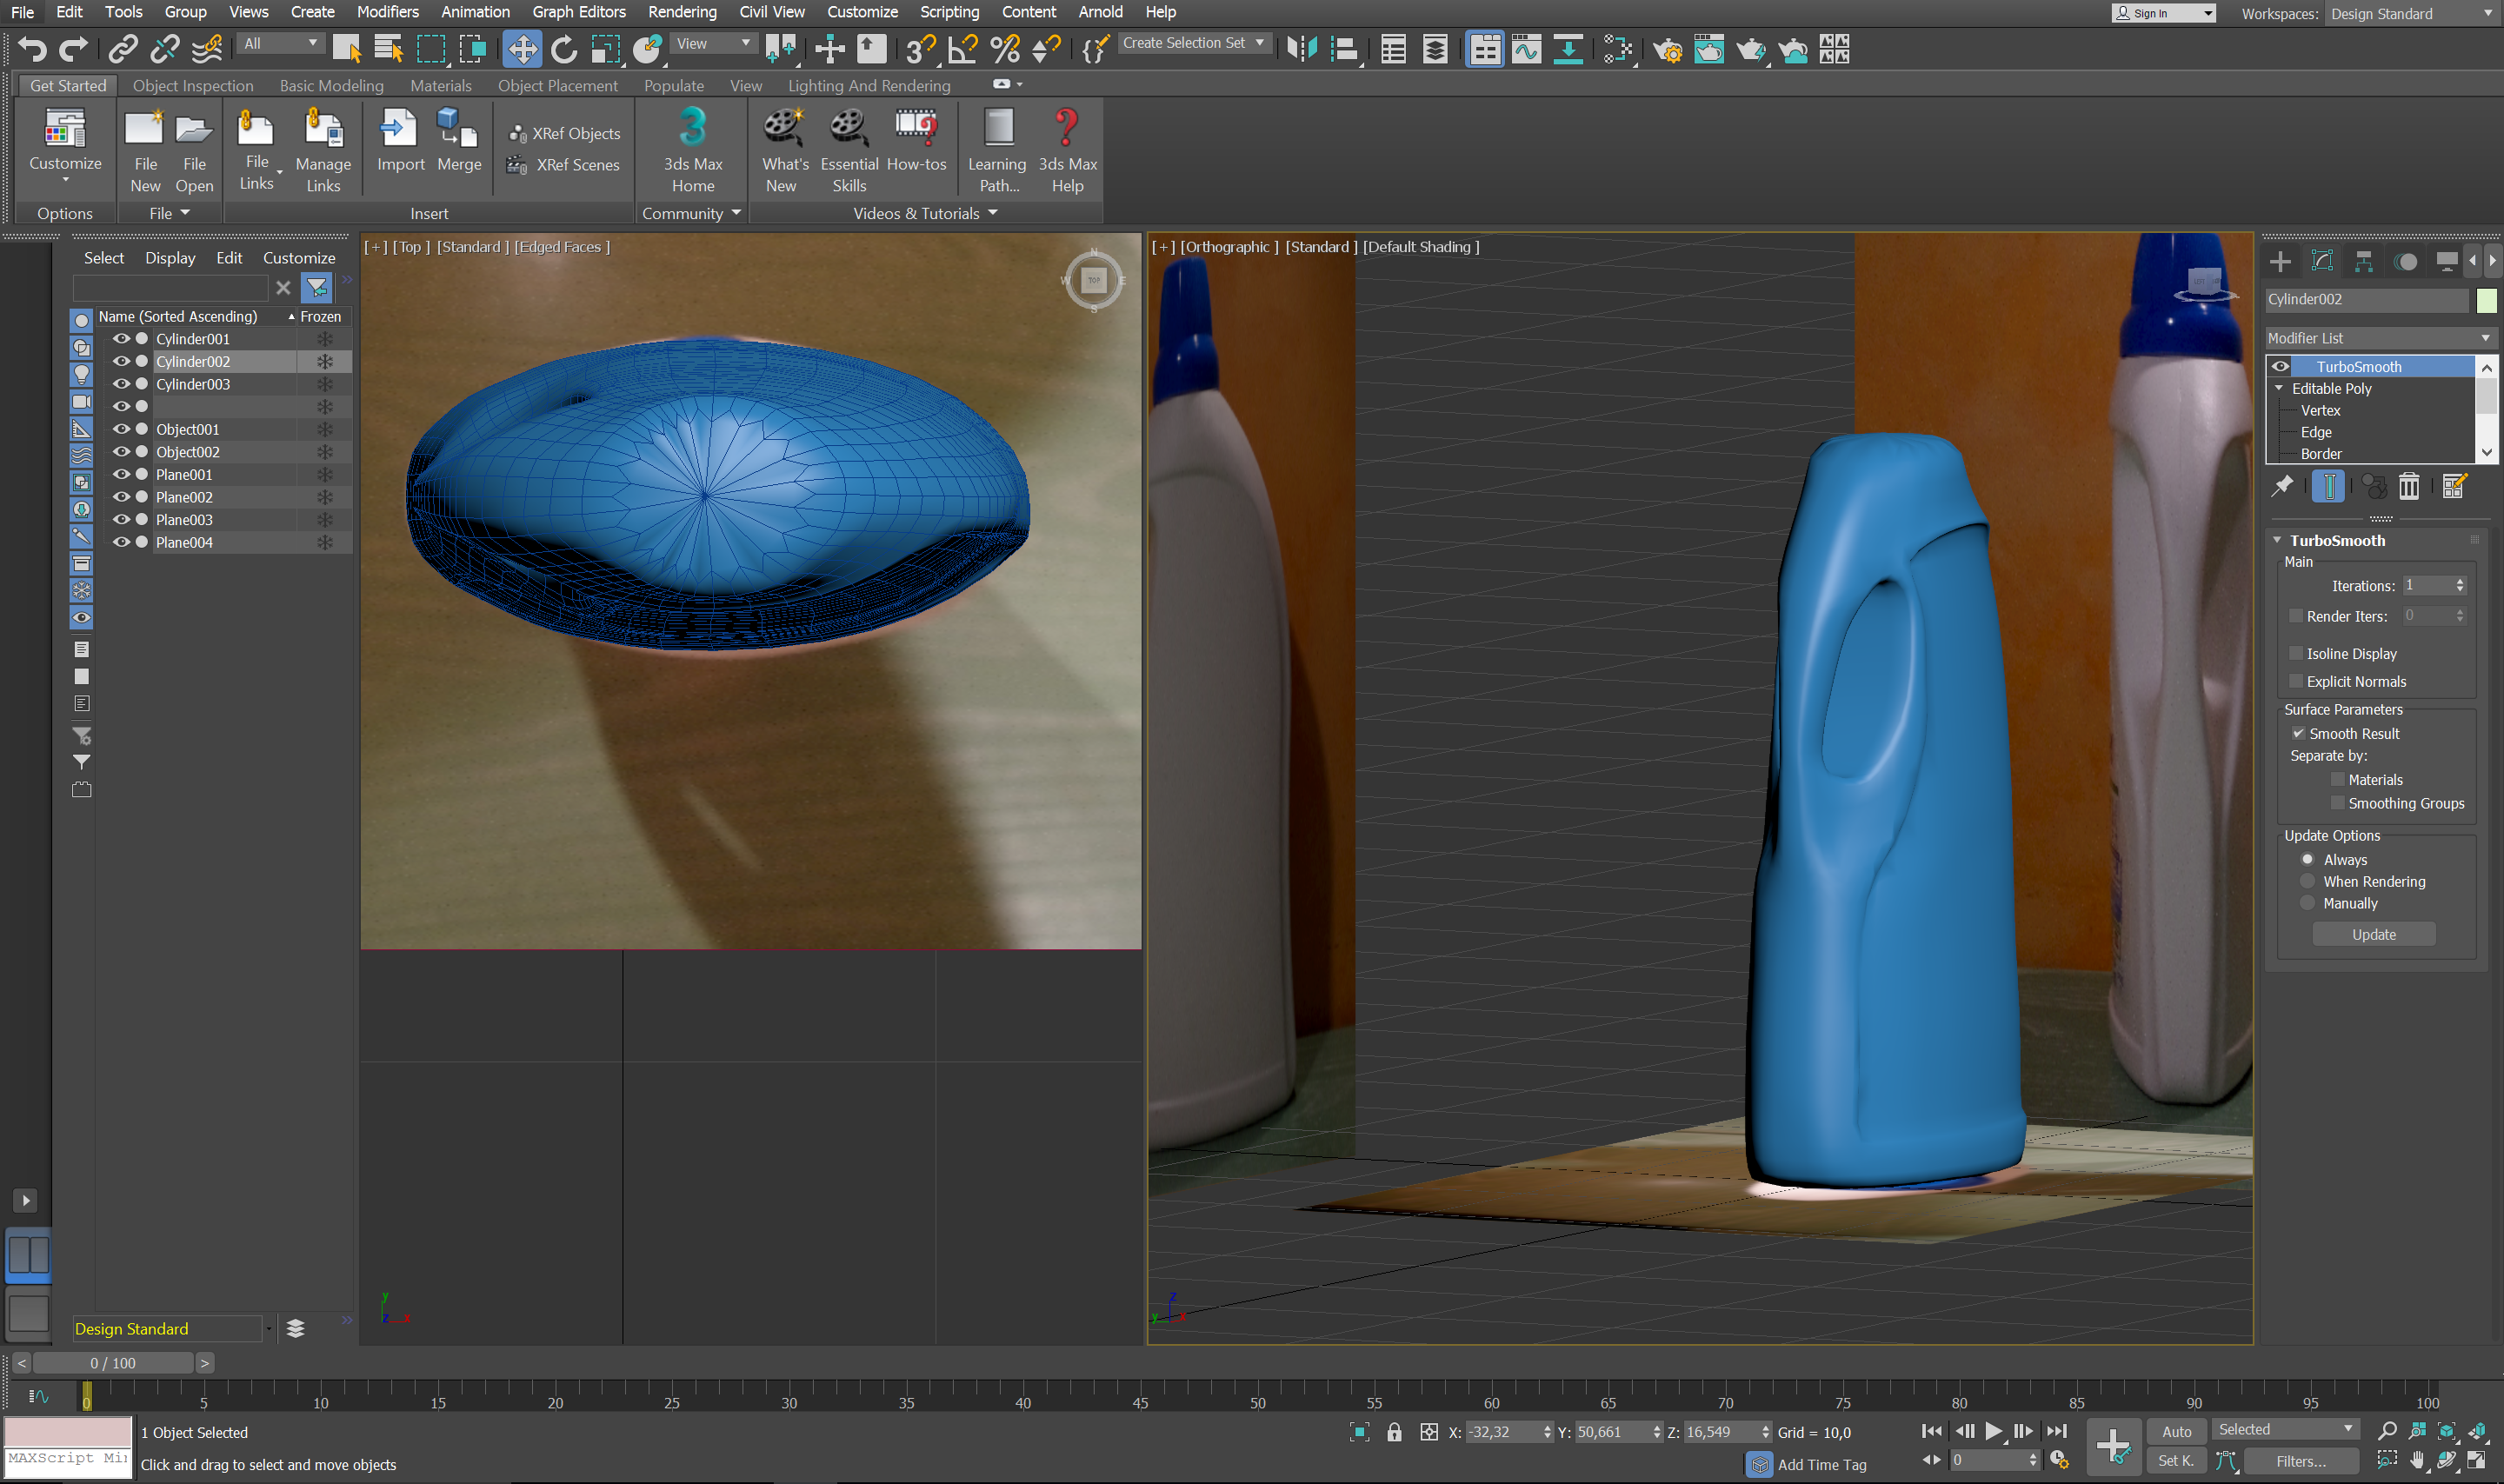 File Edit Tools Group Views Create Modifiers Animation Graph Editors Rendering Civil View Customize Scripting Content Arnold Help
Sign In
Workspaces: Design Standard
All
View
Create Selection Set
Get Started Object Inspection Basic Modeling Materials Object Placement Populate View Lighting And Rendering
Customize
File New
File Open
File Links
Manage Links
Import
Merge
XRef Objects
XRef Scenes
3ds Max Home
What's New
Essential Skills
How-tos
Learning Path...
3ds Max Help
Options
File
Insert
Community
Videos & Tutorials
Select Display Edit Customize
Name (Sorted Ascending) Frozen
Cylinder001
Cylinder002
Cylinder003
Object001
Object002
Plane001
Plane002
Plane003
Plane004
Design Standard
[+] [Top ] [Standard ] [Edged Faces ]
N
W TOP E
S
y
z x
[+] [Orthographic ] [Standard ] [Default Shading ]
z
y x
Cylinder002
Modifier List
TurboSmooth
Editable Poly
Vertex
Edge
Border
TurboSmooth
Main
Iterations: 1
Render Iters: 0
Isoline Display
Explicit Normals
Surface Parameters
Smooth Result
Separate by:
Materials
Smoothing Groups
Update Options
Always
When Rendering
Manually
Update
< 0 / 100 >
0 5 10 15 20 25 30 35 40 45 50 55 60 65 70 75 80 85 90 95 100
1 Object Selected
MAXScript Mi
Click and drag to select and move objects
X: -32,32 Y: 50,661 Z: 16,549 Grid = 10,0
Add Time Tag
0
Auto Selected
Set K. Filters...